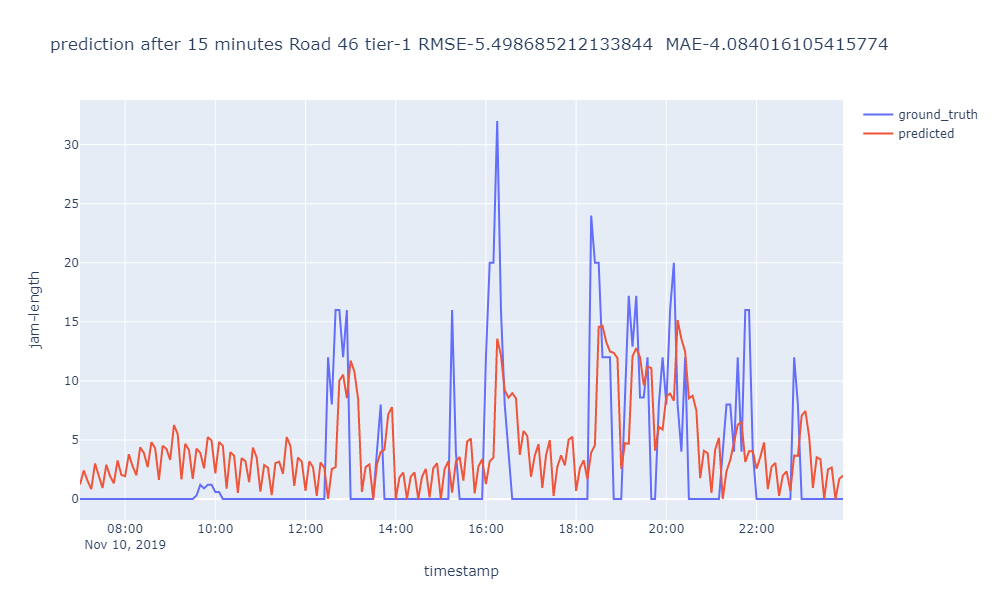 prediction after 15 minutes Road 46 tier-1 RMSE-5.498685212133844  MAE-4.084016105415774
ground_truth
predicted
30
25
20
15
10
5
0
jam-length
08:00 10:00 12:00 14:00 16:00 18:00 20:00 22:00
Nov 10, 2019
timestamp